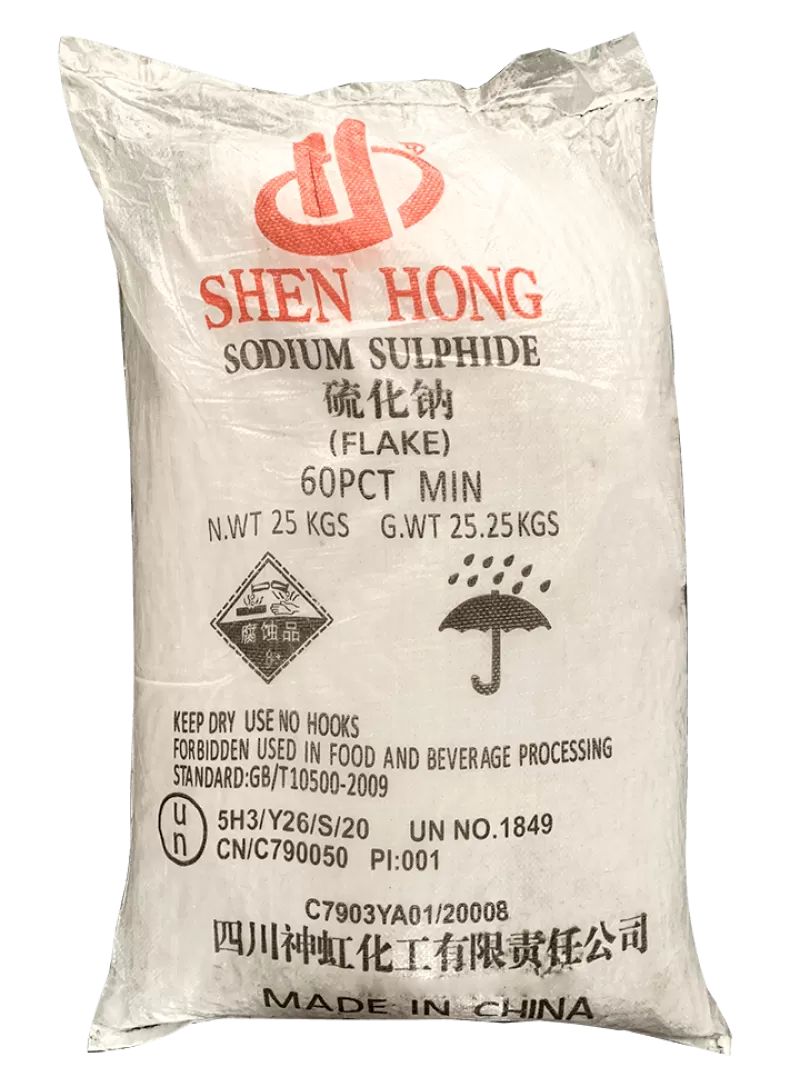 SHEN HONG
SODIUM SULPHIDE
硫化钠
(FLAKE)
60PCT MIN
N.WT 25 KGS G.WT 25.25KGS
腐蚀品
8
KEEP DRY USE NO HOOKS
FORBIDDEN USED IN FOOD AND BEVERAGE PROCESSING
STANDARD:GB/T10500-2009
un
5H3/Y26/S/20 UN NO.1849
CN/C790050 PI:001
C7903YA01/20008
四川神虹化工有限责任公司
MADE IN CHINA